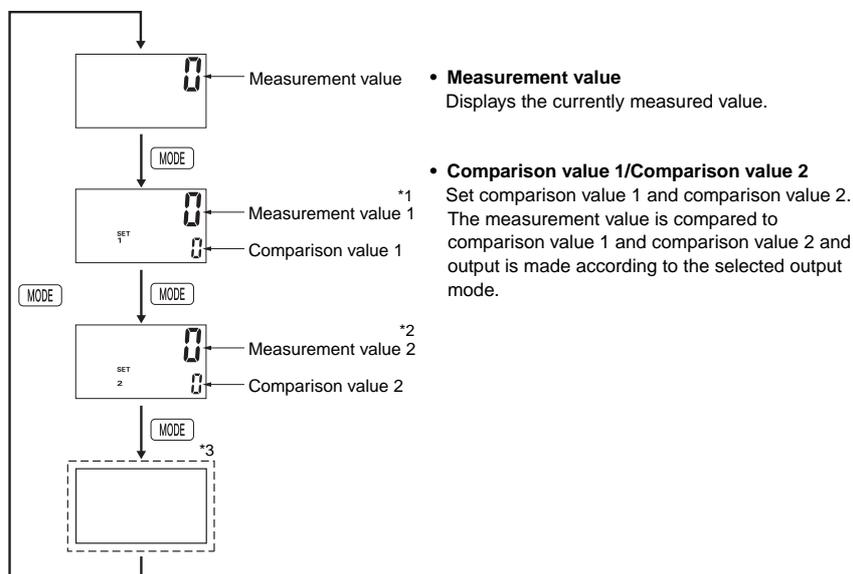 0
Measurement value
MODE
*1
0
Measurement value 1
SET
1
0
Comparison value 1
MODE
MODE
*2
0
Measurement value 2
SET
2
0
Comparison value 2
MODE
*3
• Measurement value
Displays the currently measured value.
• Comparison value 1/Comparison value 2
Set comparison value 1 and comparison value 2.
The measurement value is compared to
comparison value 1 and comparison value 2 and
output is made according to the selected output
mode.